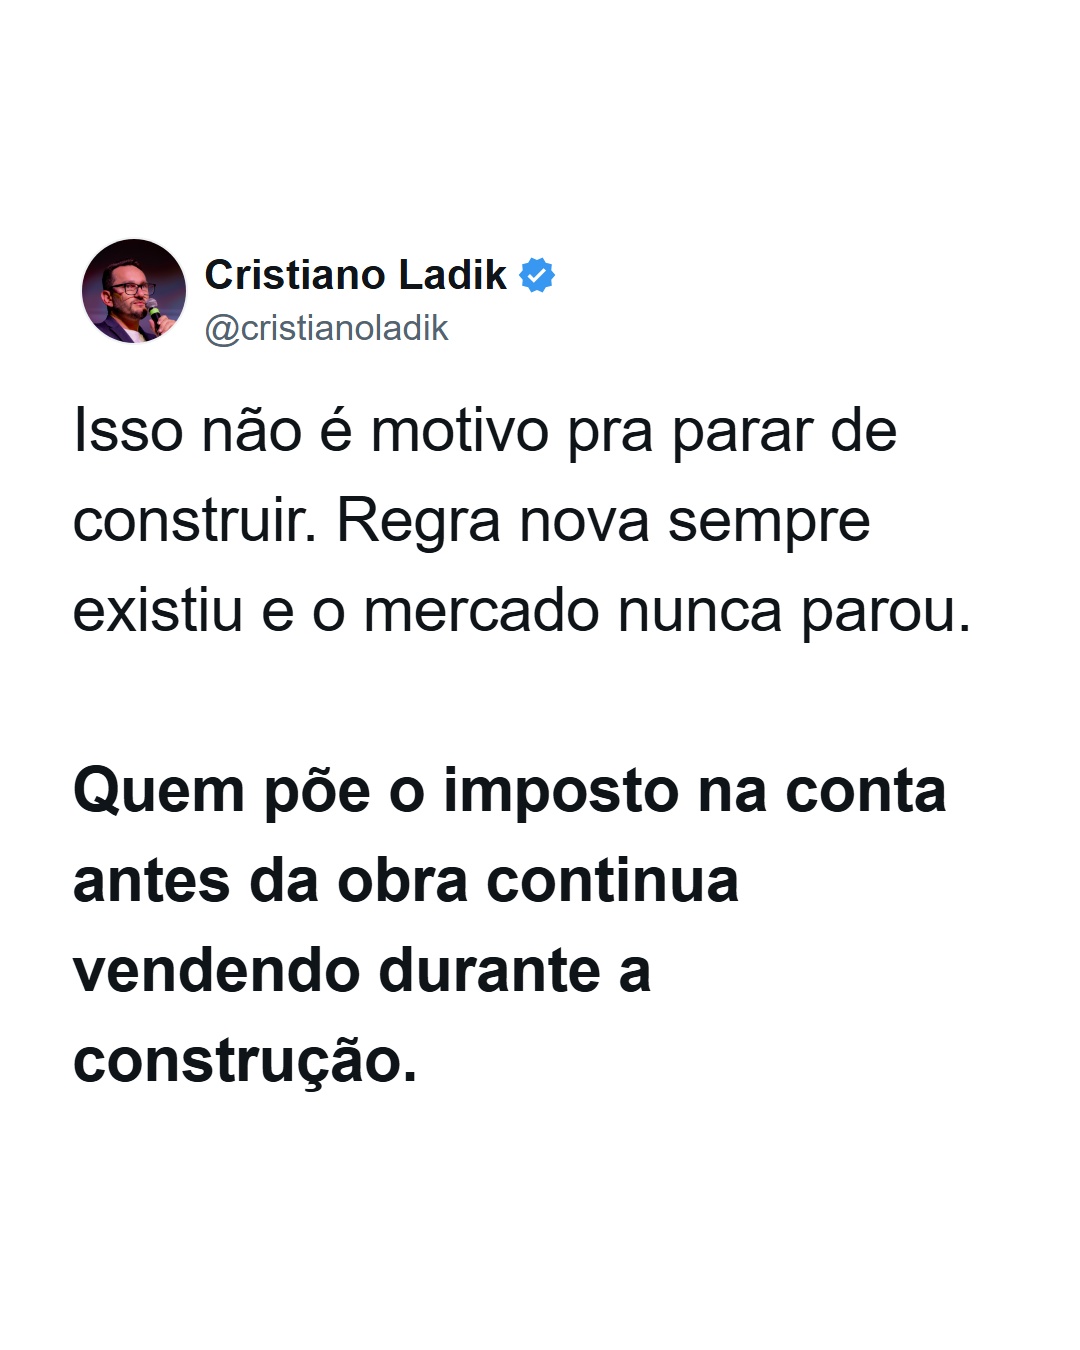 Cristiano Ladik
@cristianoladik
Isso não é motivo pra parar de
construir. Regra nova sempre
existiu e o mercado nunca parou.
Quem põe o imposto na conta
antes da obra continua
vendendo durante a
construção.